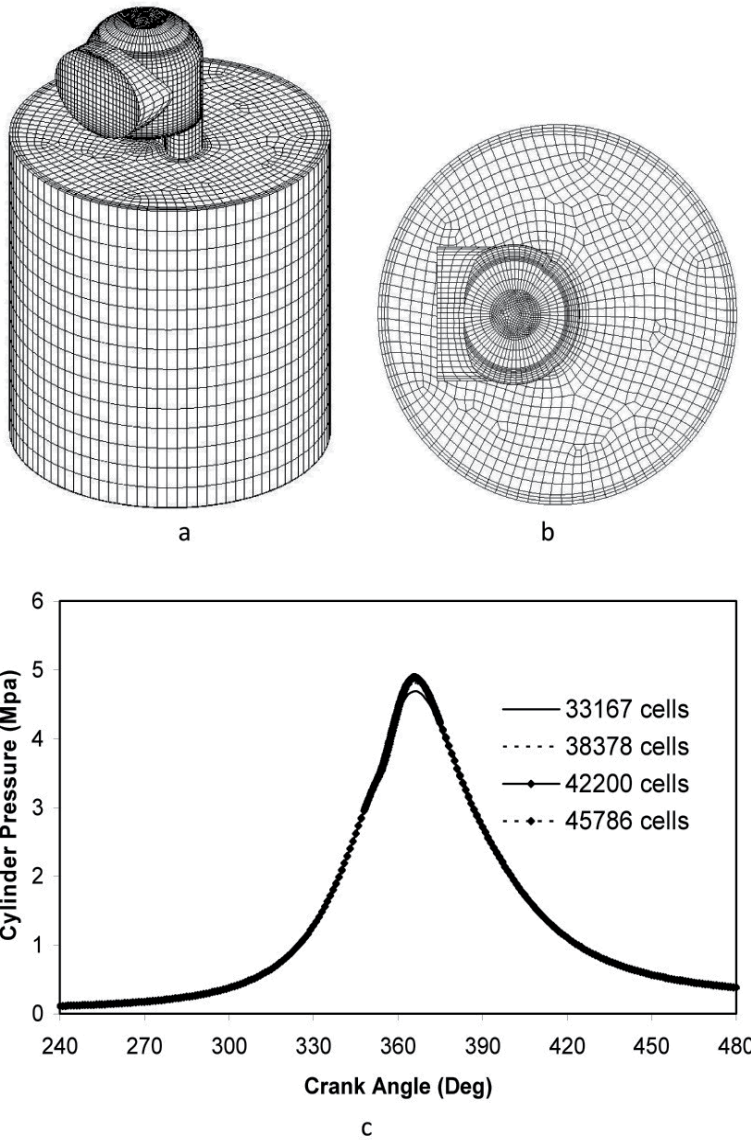 a
b
6
5
4
3
2
1
0
Cylinder Pressure (Mpa)
33167 cells
38378 cells
42200 cells
45786 cells
240 270 300 330 360 390 420 450 480
Crank Angle (Deg)
c